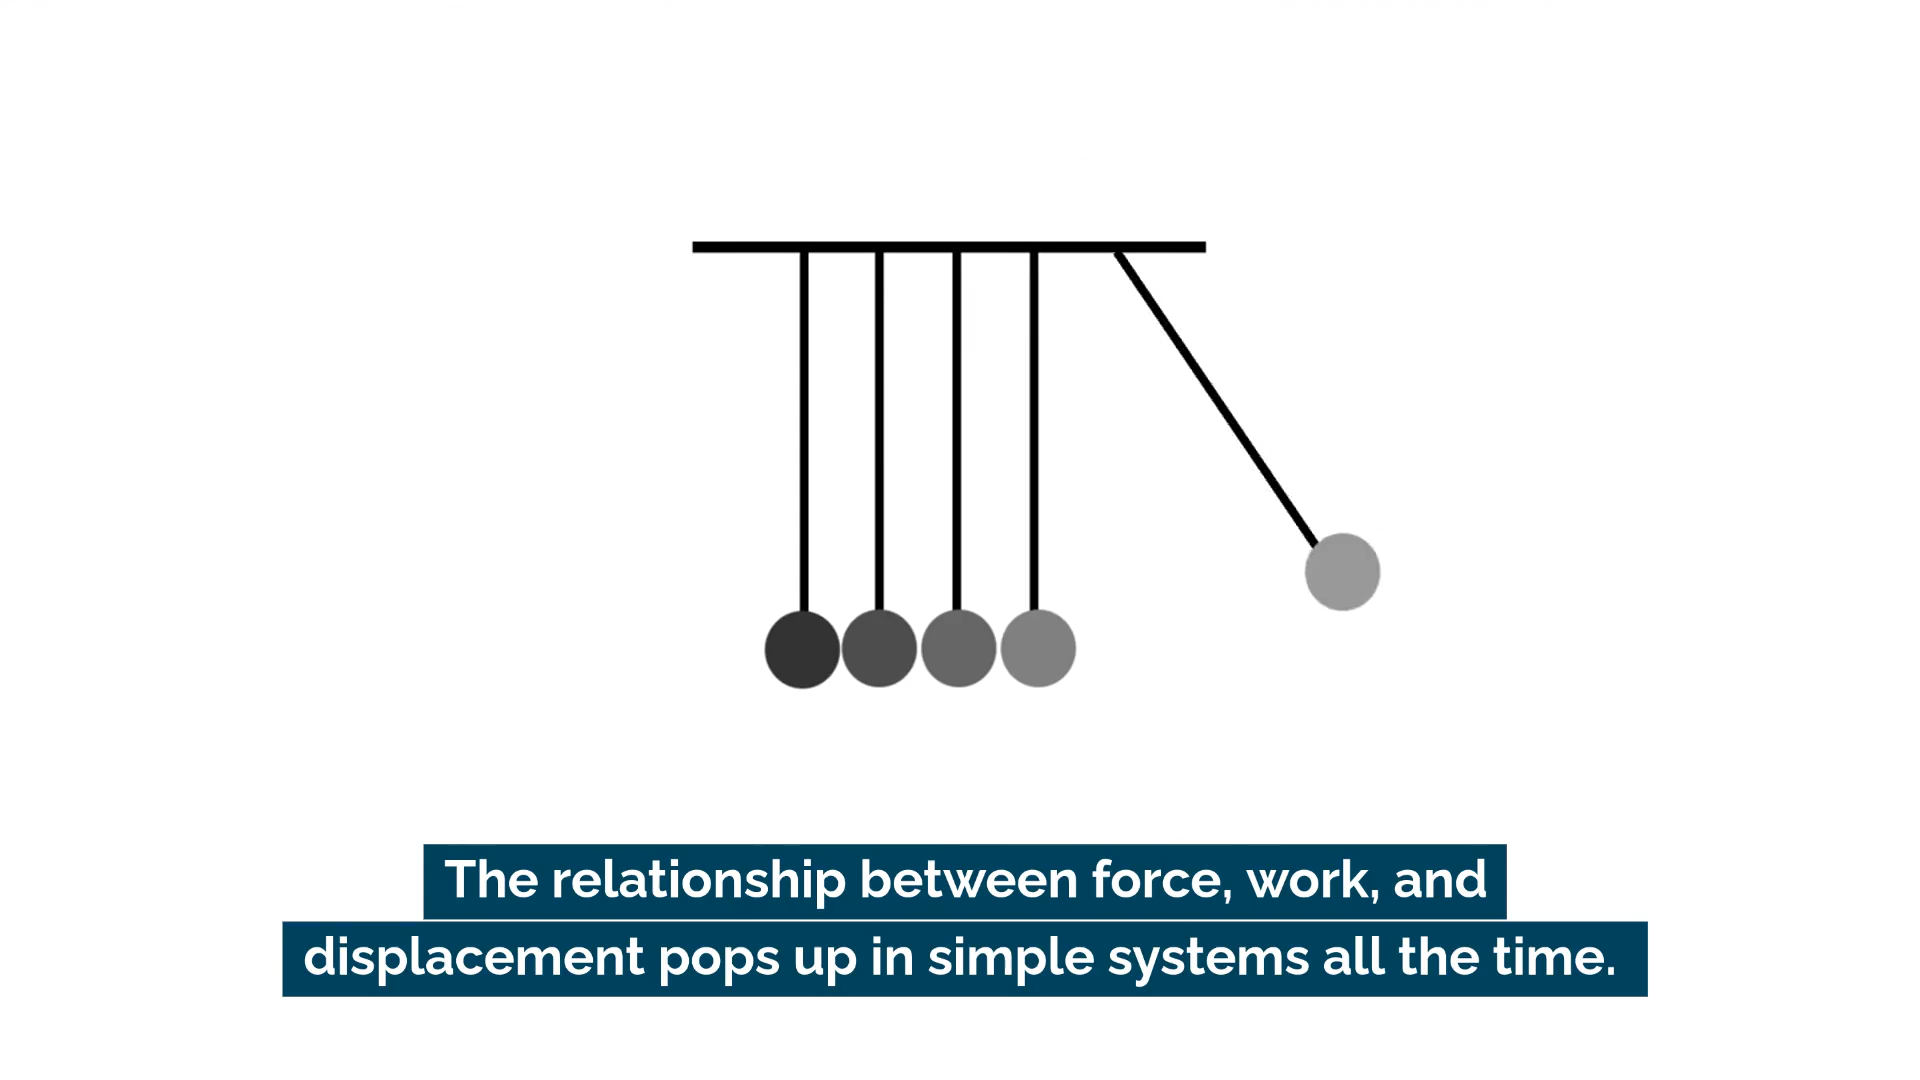 The relationship between force, work, and
displacement pops up in simple systems all the time.